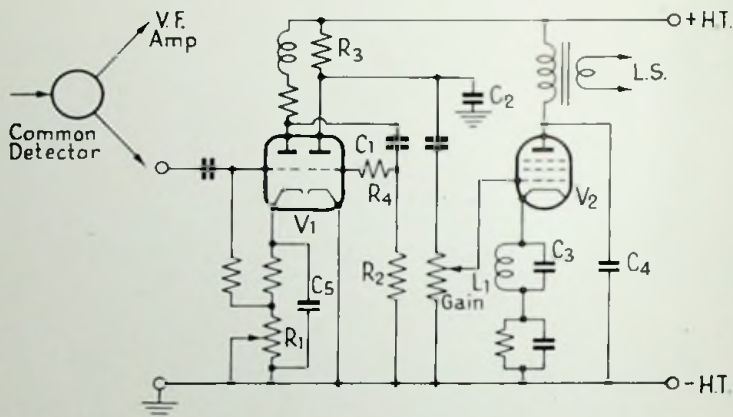 V.F.
Amp
Common
Detector
R3
+H.T.
L.S.
C2
C1
R4
V1
V2
C5
R2
L1
C3
C4
Gain
R1
-H.T.